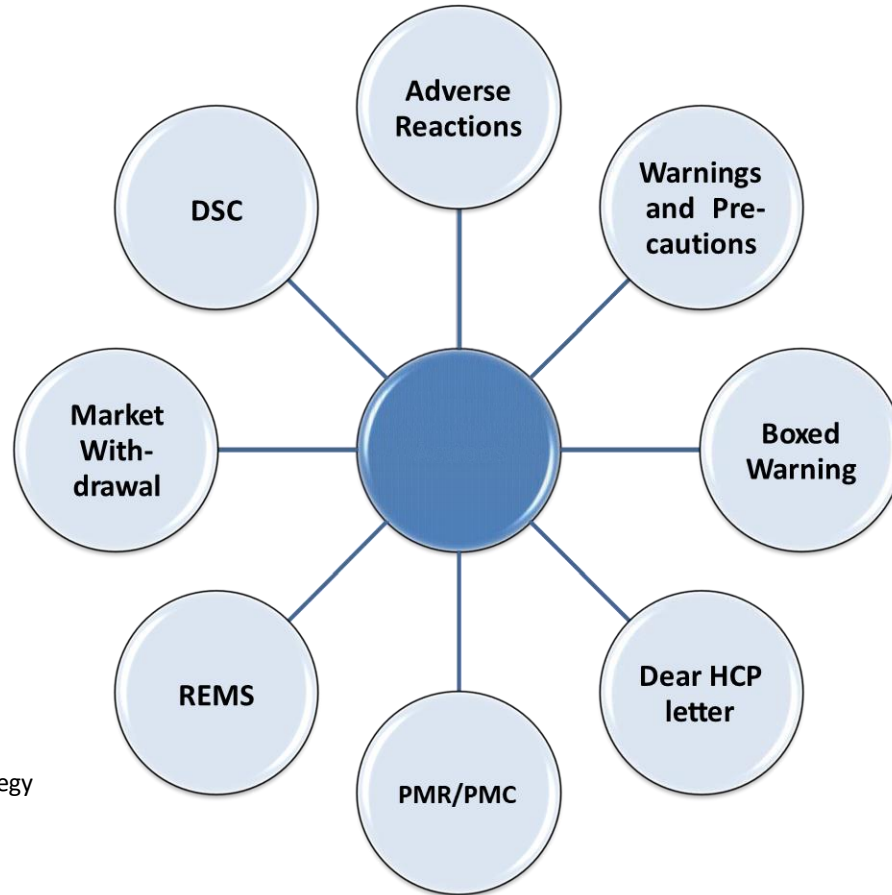 Adverse
Reactions
Warnings
and Pre-
cautions
Boxed
Warning
Dear HCP
letter
PMR/PMC
REMS
Market
With-
drawal
DSC
egy